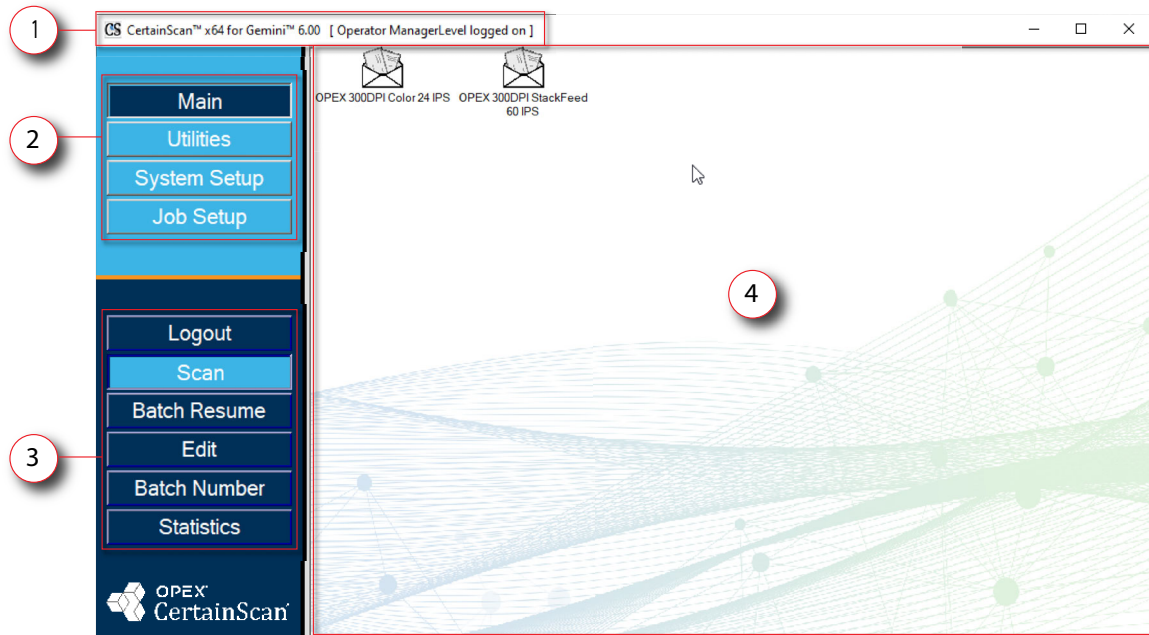 1
CS CertainScan™ x64 for Gemini™ 6.00 [ Operator ManagerLevel logged on ]
2
Main
Utilities
System Setup
Job Setup
OPEX 300DPI Color 24 IPS
OPEX 300DPI StackFeed
60 IPS
4
3
Logout
Scan
Batch Resume
Edit
Batch Number
Statistics
OPEX®
CertainScan